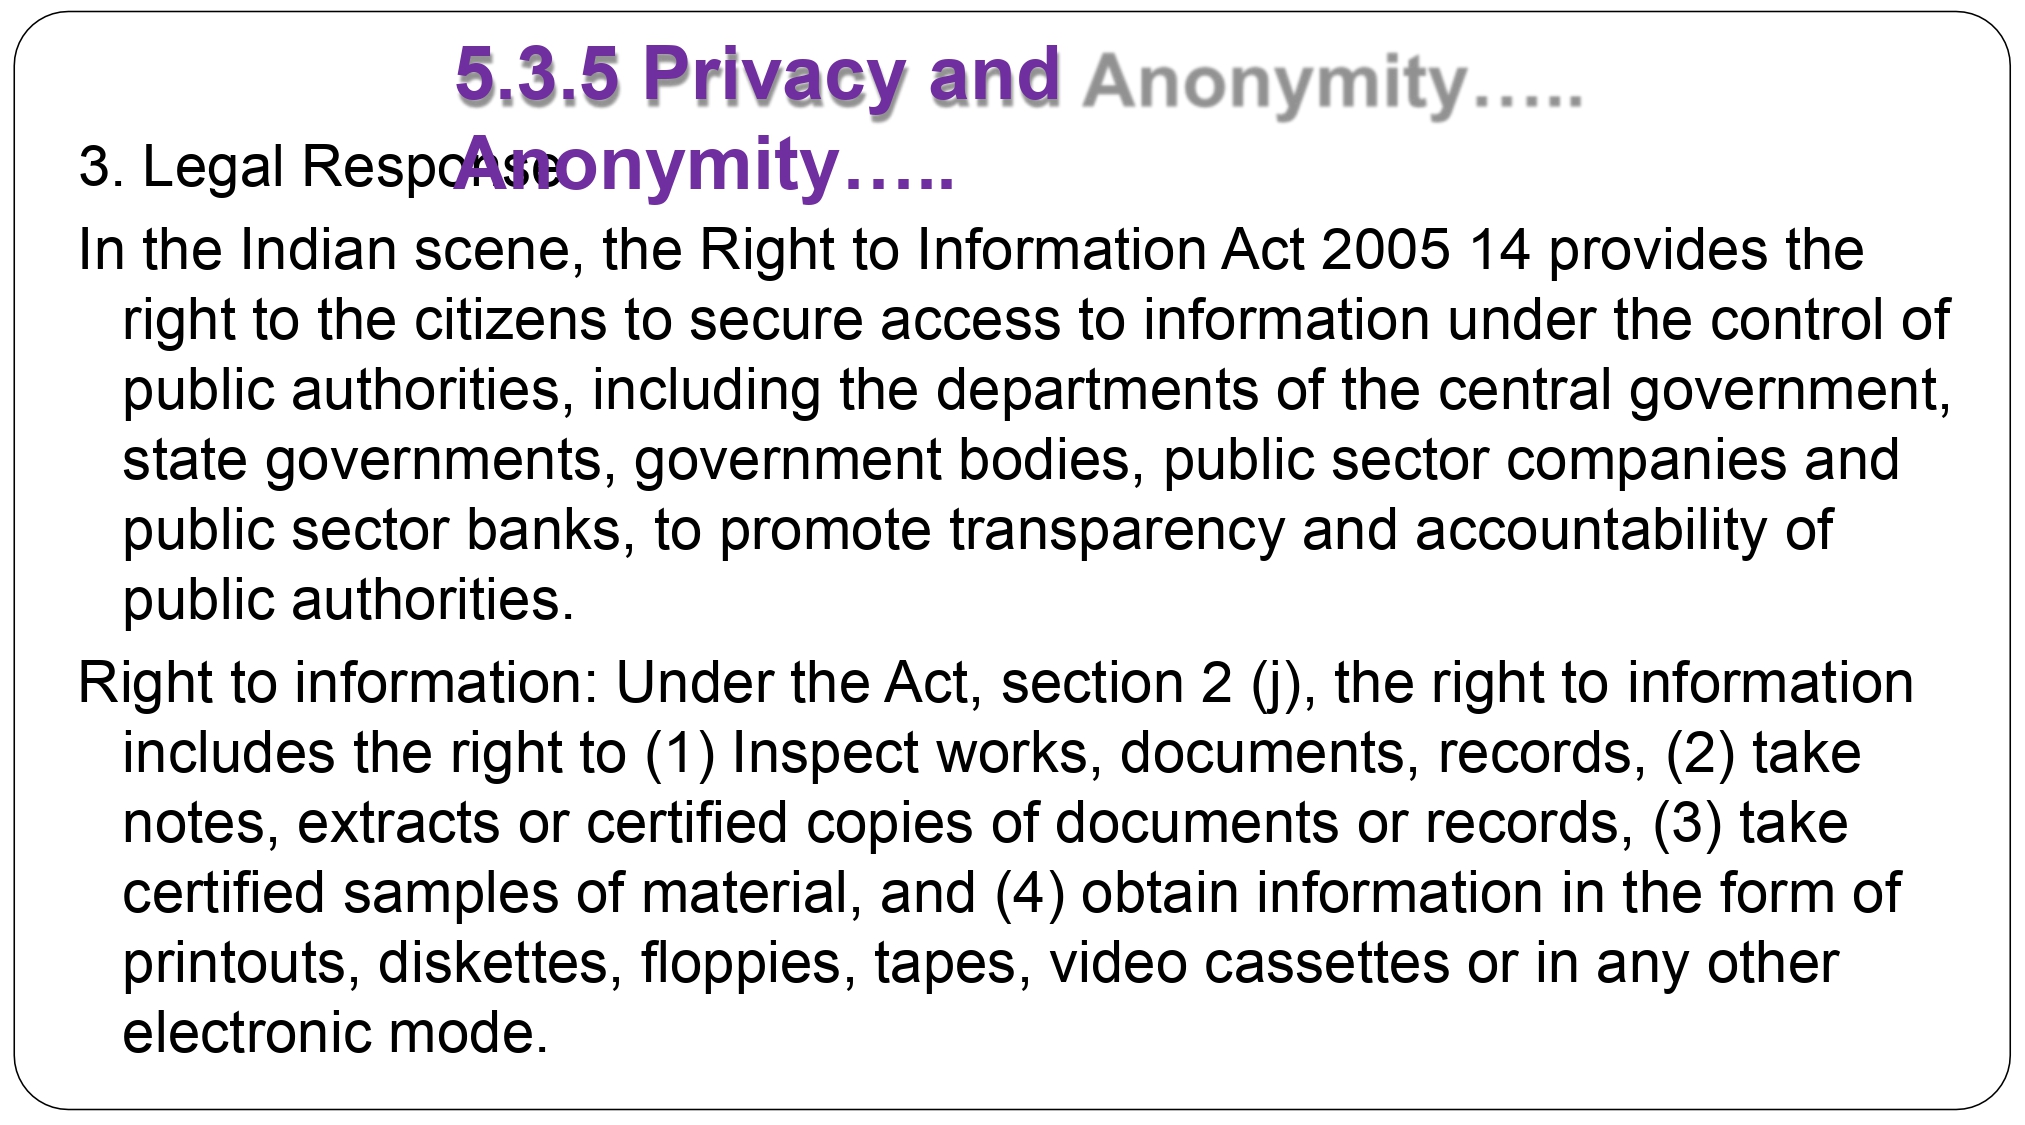 5.3.5 Privacy and
Anonymity…..
3. Legal Response
In the Indian scene, the Right to Information Act 2005 14 provides the
right to the citizens to secure access to information under the control of
public authorities, including the departments of the central government,
state governments, government bodies, public sector companies and
public sector banks, to promote transparency and accountability of
public authorities.
Right to information: Under the Act, section 2 (j), the right to information
includes the right to (1) Inspect works, documents, records, (2) take
notes, extracts or certified copies of documents or records, (3) take
certified samples of material, and (4) obtain information in the form of
printouts, diskettes, floppies, tapes, video cassettes or in any other
electronic mode.